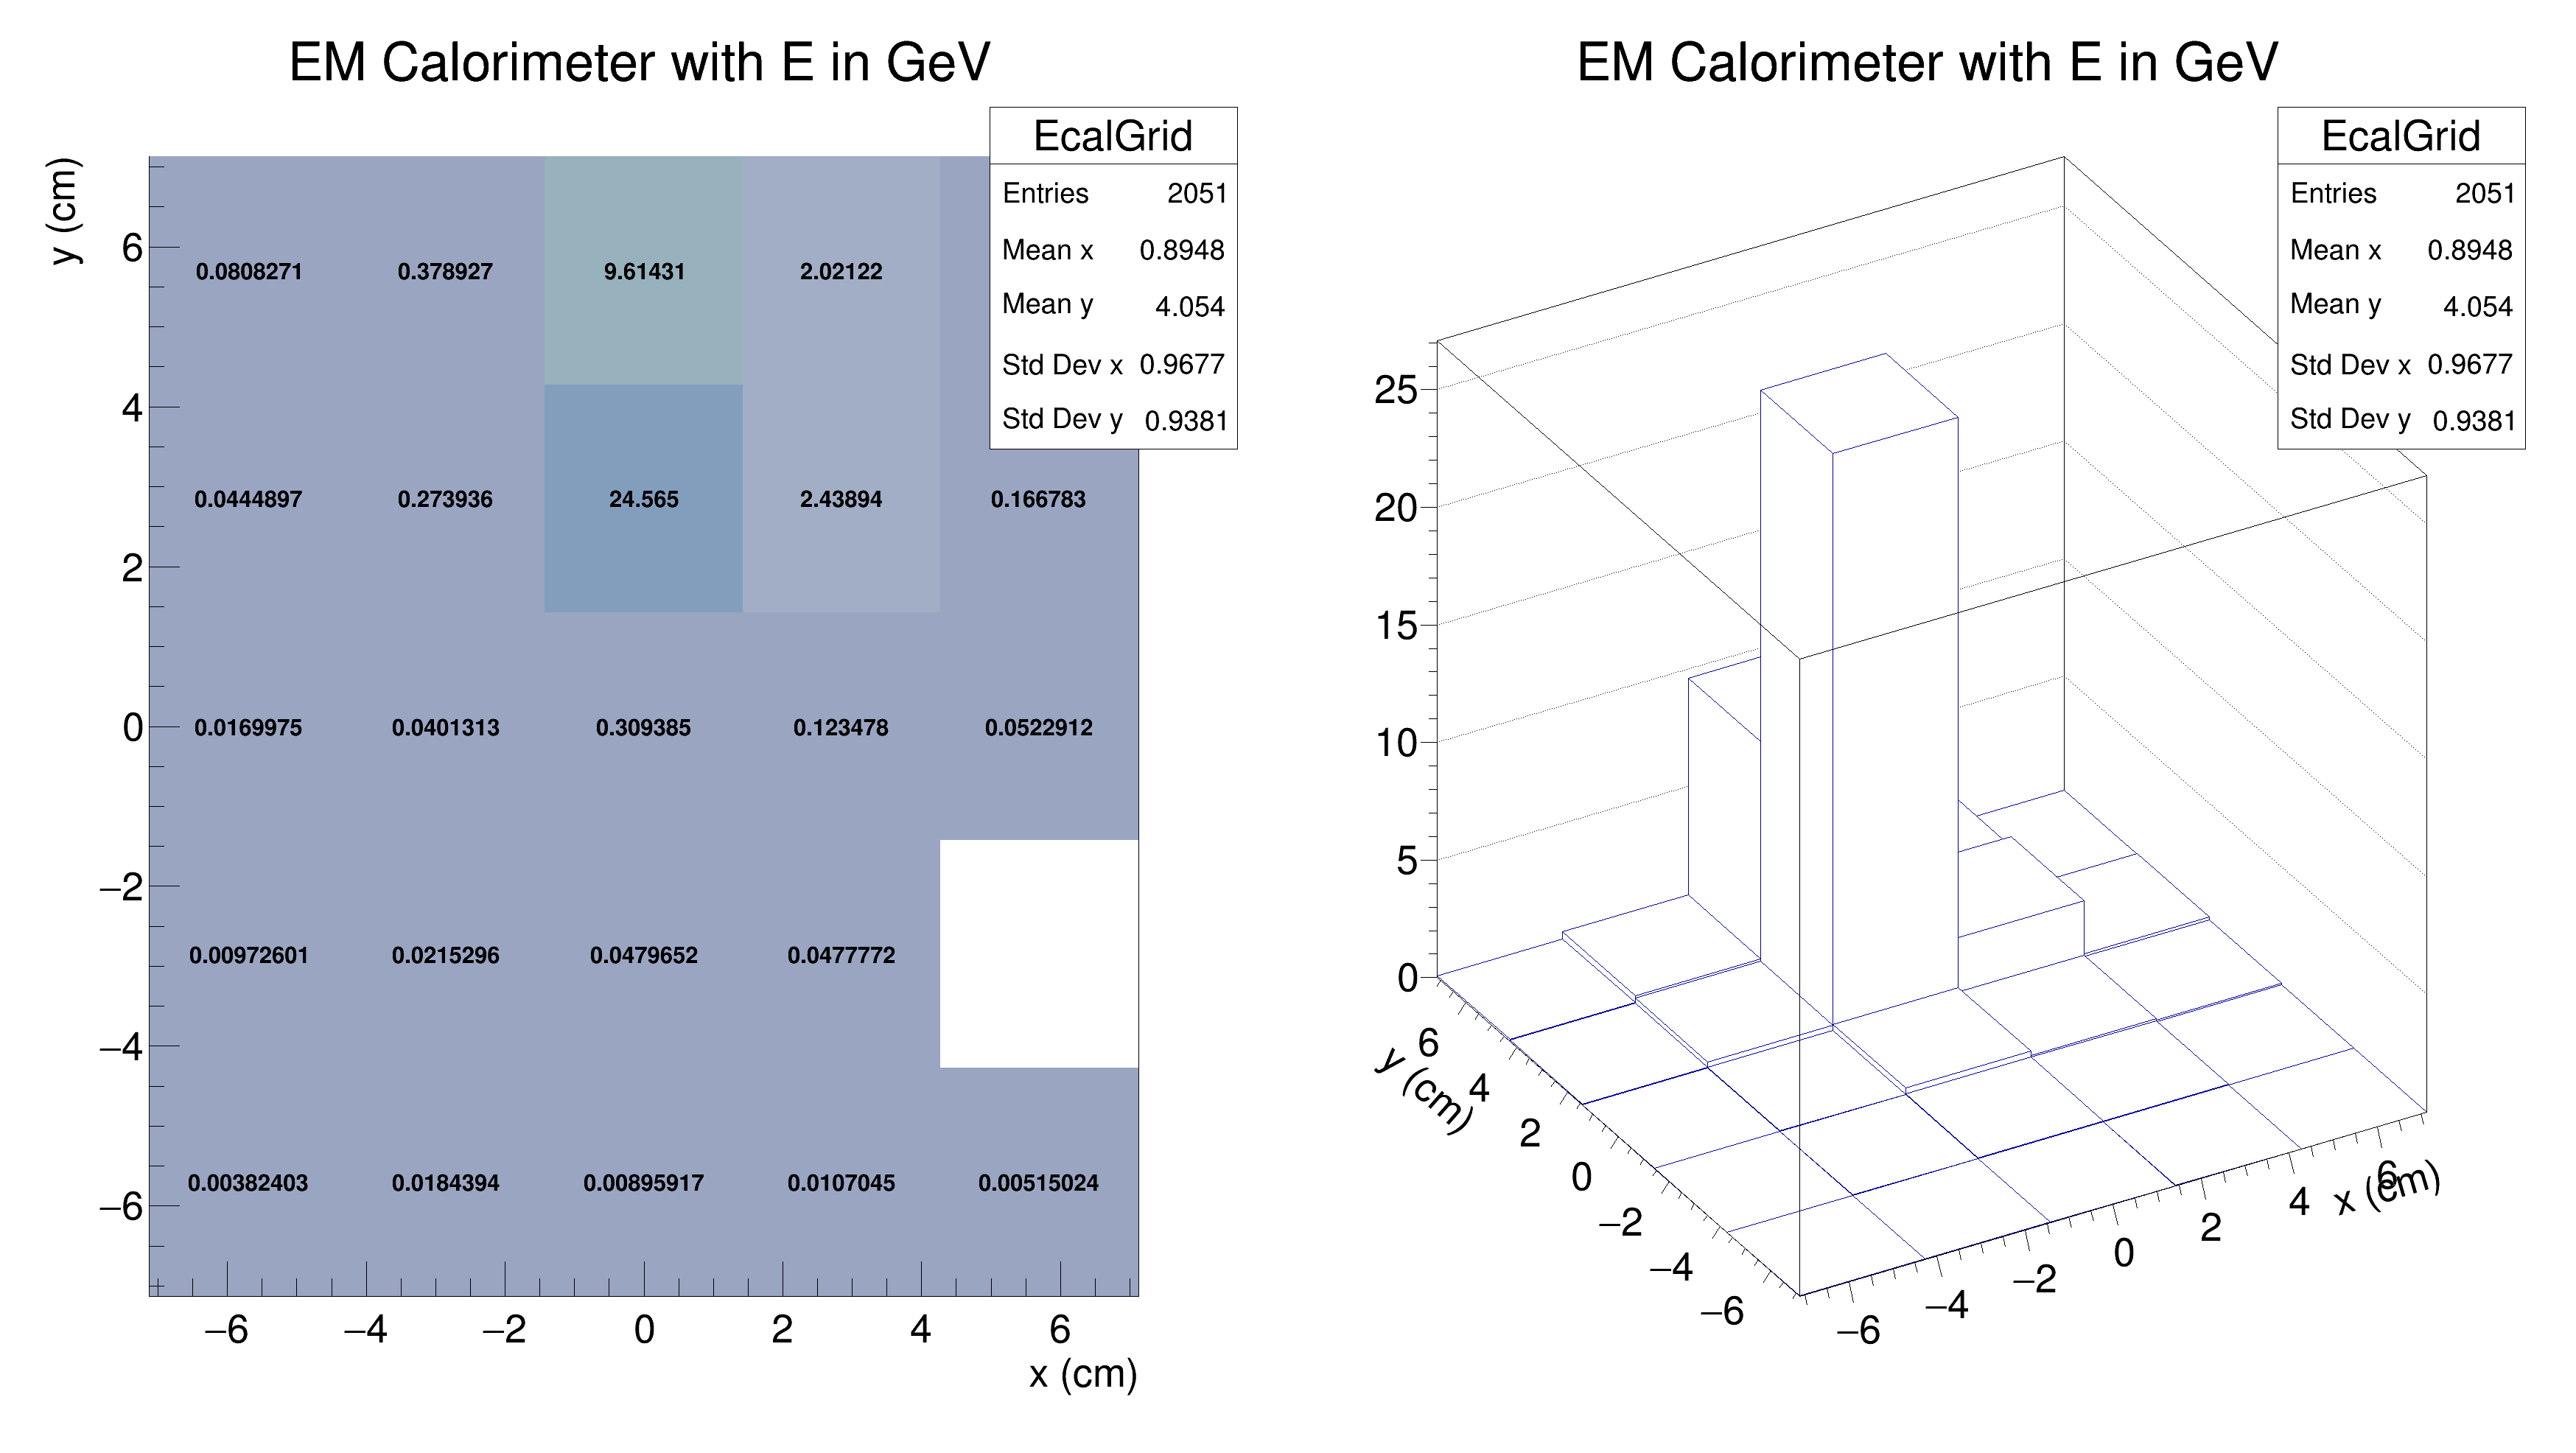 EM Calorimeter with E in GeV
y (cm)
EcalGrid
Entries 2051
Mean x 0.8948
Mean y 4.054
Std Dev x 0.9677
Std Dev y 0.9381
6
0.0808271 0.378927 9.61431 2.02122
4
0.0444897 0.273936 24.565 2.43894 0.166783
2
0 0.0169975 0.0401313 0.309385 0.123478 0.0522912
−2
0.00972601 0.0215296 0.0479652 0.0477772
−4
0.00382403 0.0184394 0.00895917 0.0107045 0.00515024
−6
−6 −4 −2 0 2 4 6
x (cm)
EM Calorimeter with E in GeV
EcalGrid
Entries 2051
Mean x 0.8948
Mean y 4.054
Std Dev x 0.9677
Std Dev y 0.9381
25
20
15
10
5
0
6
4
2
0
−2
−4
−6
y (cm)
−6 −4 −2 0 2 4 6
x (cm)